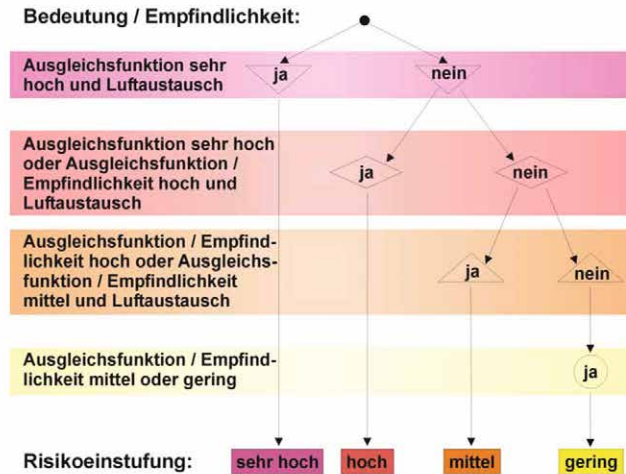 Bedeutung / Empfindlichkeit:
Ausgleichsfunktion sehr
hoch und Luftaustausch
ja
nein
Ausgleichsfunktion sehr hoch
oder Ausgleichsfunktion /
Empfindlichkeit hoch und
Luftaustausch
ja
nein
Ausgleichsfunktion / Empfind-
lichkeit hoch oder Ausgleichs-
funktion / Empfindlichkeit
mittel und Luftaustausch
ja
nein
Ausgleichsfunktion / Empfind-
lichkeit mittel oder gering
ja
Risikoeinstufung:
sehr hoch
hoch
mittel
gering